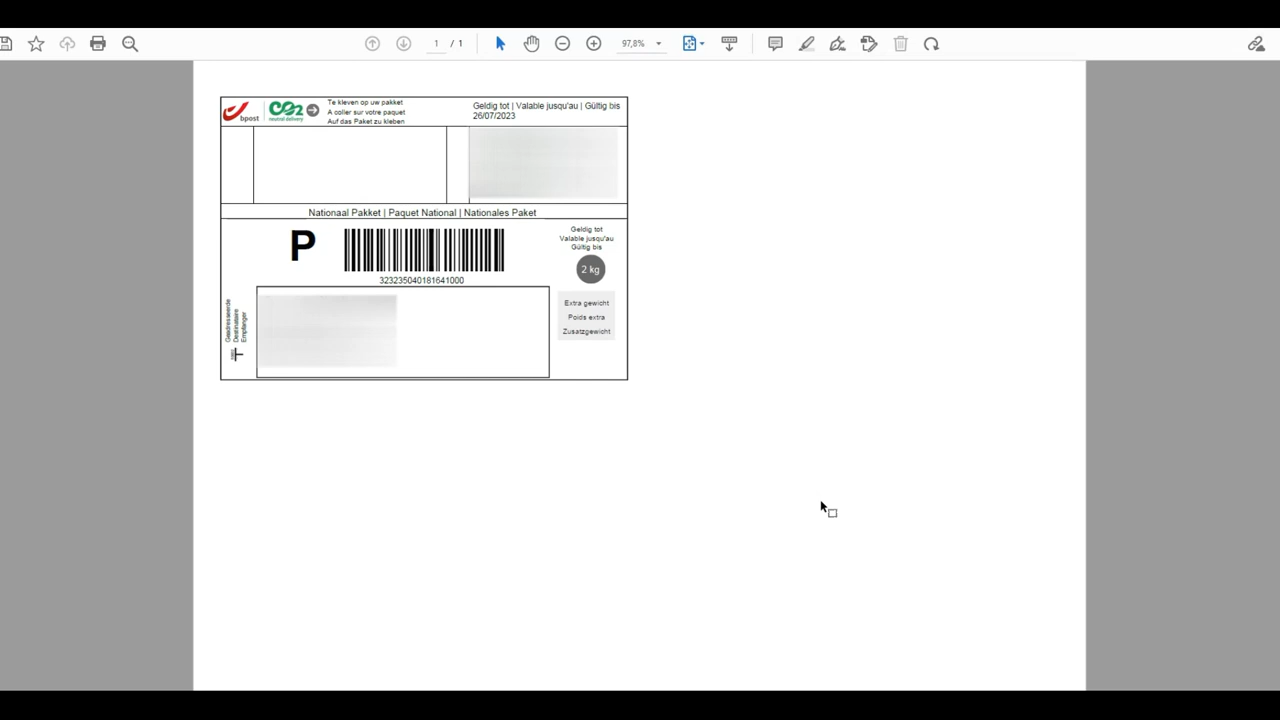 1 / 1
97,8%
bpost
CO2
neutral delivery
Te kleven op uw pakket
A coller sur votre paquet
Auf das Paket zu kleben
Geldig tot | Valable jusqu'au | Gültig bis
26/07/2023
Nationaal Pakket | Paquet National | Nationales Paket
P
323235040181641000
Geldig tot
Valable jusqu'au
Gültig bis
2 kg
Extra gewicht
Poids extra
Zusatzgewicht
Geadresseerde
Destinataire
Empfänger